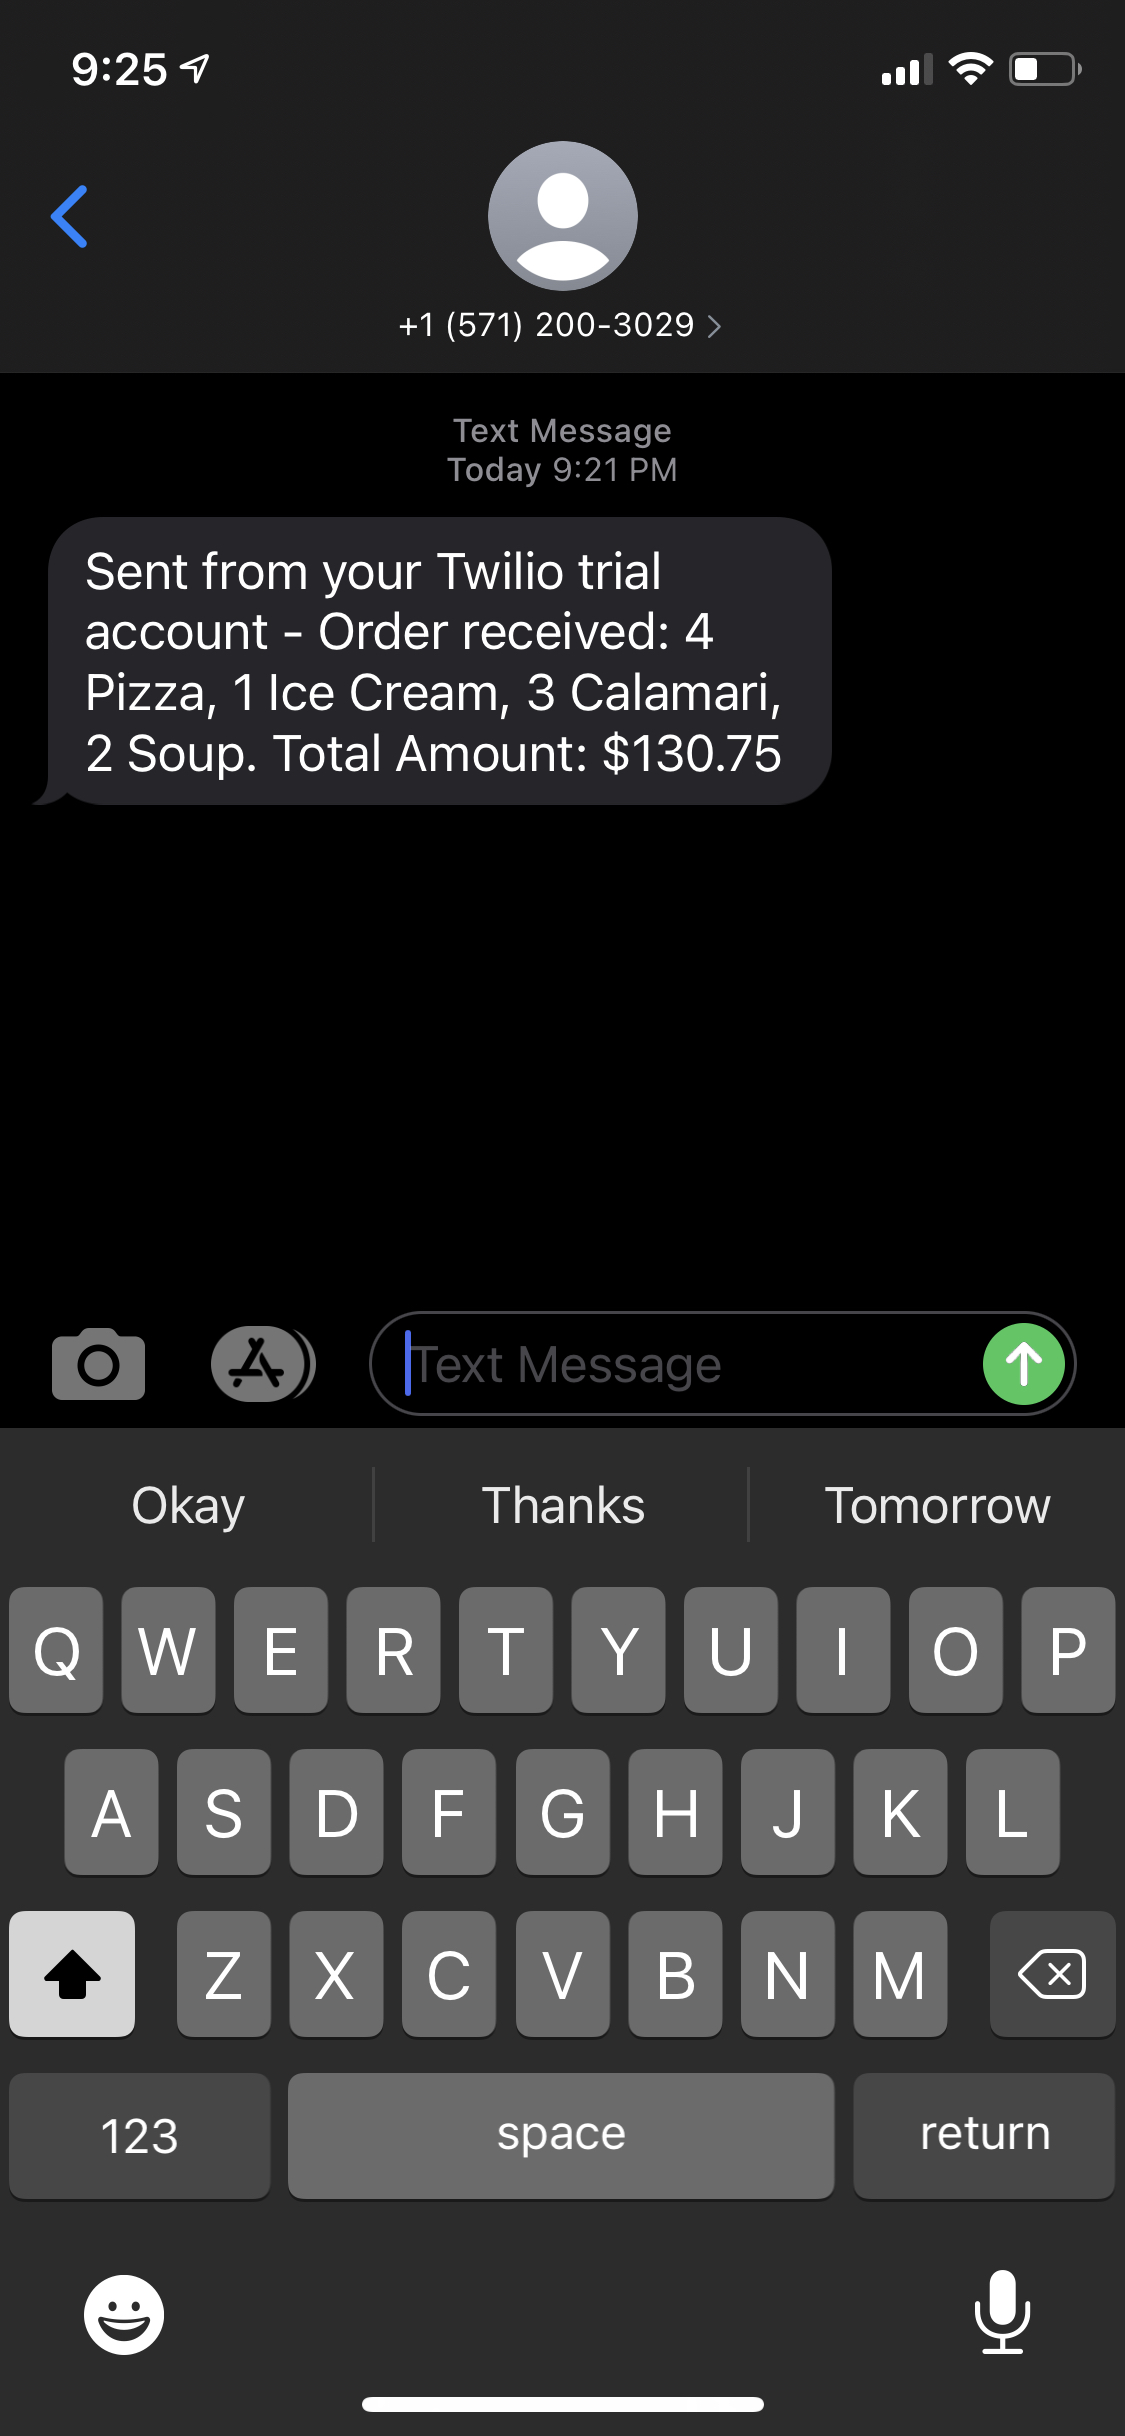 9:25
+1 (571) 200-3029
Text Message
Today 9:21 PM
Sent from your Twilio trial
account - Order received: 4
Pizza, 1 Ice Cream, 3 Calamari,
2 Soup. Total Amount: $130.75
Text Message
Okay Thanks Tomorrow
Q W E R T Y U I O P
A S D F G H J K L
Z X C V B N M
123 space return